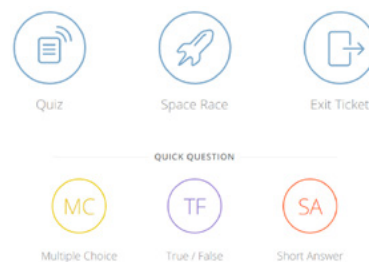 Quiz Space Race Exit Ticket
QUICK QUESTION
MC TF SA
Multiple Choice True / False Short Answer